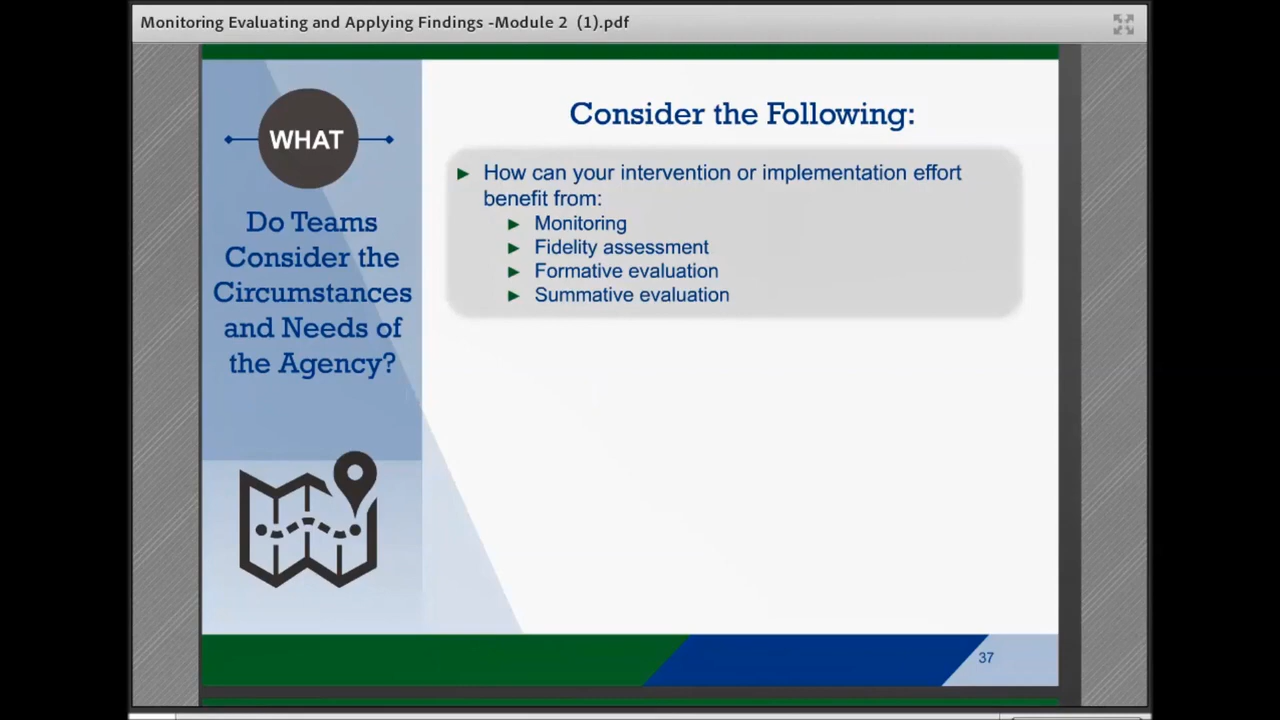 Monitoring Evaluating and Applying Findings -Module 2  (1).pdf
WHAT
Do Teams
Consider the
Circumstances
and Needs of
the Agency?
Consider the Following:
How can your intervention or implementation effort
benefit from:
Monitoring
Fidelity assessment
Formative evaluation
Summative evaluation
37